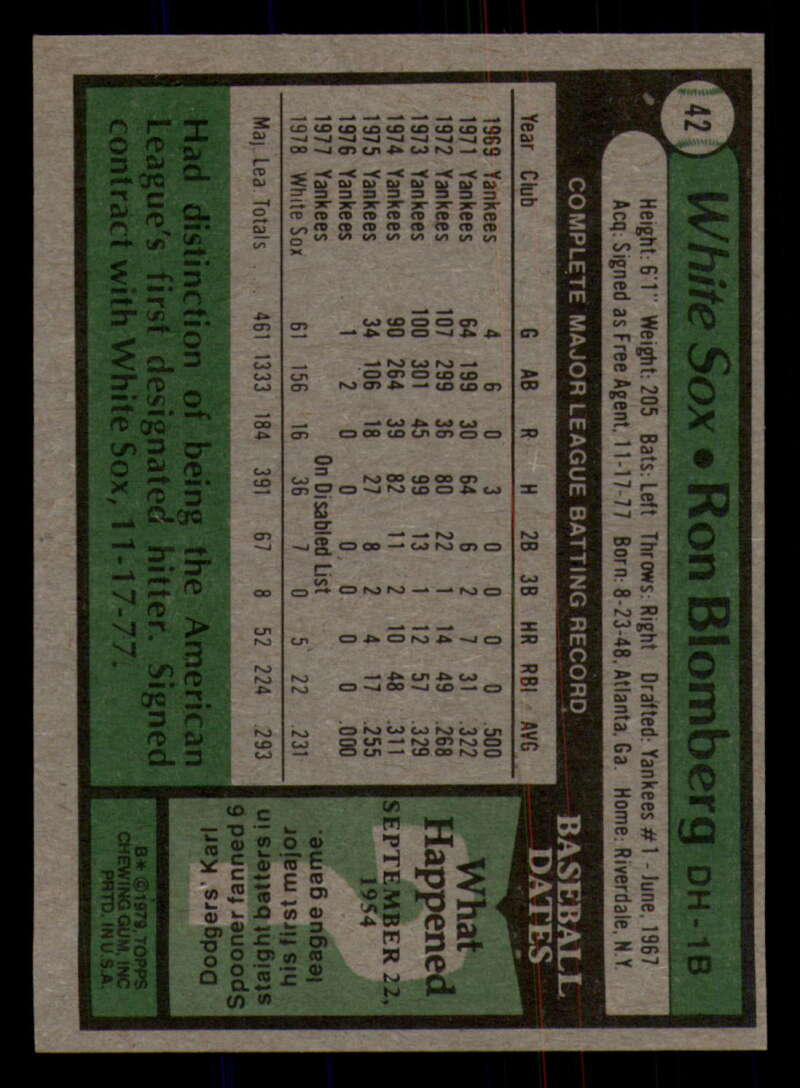 42
White Sox • Ron Blomberg DH-1B
Height: 6'1" Weight: 205 Bats: Left Throws: Right Drafted: Yankees #1-June, 1967
Acq: Signed as Free Agent, 11-17-77 Born: 8-23-48, Atlanta, Ga. Home: Riverdale, N.Y.
COMPLETE MAJOR LEAGUE BATTING RECORD
Year Club G AB R H 2B 3B HR RBI AVG
1969 Yankees 4 6 0 3 0 0 0 0 .500
1971 Yankees 64 199 30 64 6 2 7 31 .322
1972 Yankees 107 299 36 80 22 1 14 49 .268
1973 Yankees 100 301 45 99 13 1 12 57 .329
1974 Yankees 90 264 39 82 11 2 10 48 .311
1975 Yankees 34 106 18 27 8 2 4 17 .255
1976 Yankees 1 2 0 0 0 0 0 0 .000
1977 Yankees On Disabled List
1978 White Sox 61 156 16 36 7 0 5 22 .231
Maj. Lea. Totals 461 1333 184 391 67 8 52 224 .293
Had distinction of being the American
League's first designated hitter. Signed
contract with White Sox, 11-17-77.
BASEBALL
DATES
What
Happened
SEPTEMBER 22,
1954
Dodgers' Karl
Spooner fanned 6
staight batters in
his first major
league game.
B* ©1979, TOPPS
CHEWING GUM, INC
PRTD. IN U.S.A.